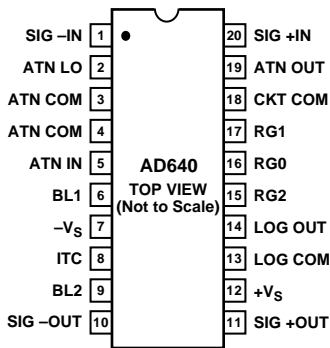 SIG –IN 1 20 SIG +IN
ATN LO 2 19 ATN OUT
ATN COM 3 18 CKT COM
ATN COM 4 17 RG1
ATN IN 5 16 RG0
BL1 6 15 RG2
–VS 7 14 LOG OUT
ITC 8 13 LOG COM
BL2 9 12 +VS
SIG –OUT 10 11 SIG +OUT
AD640
TOP VIEW
(Not to Scale)